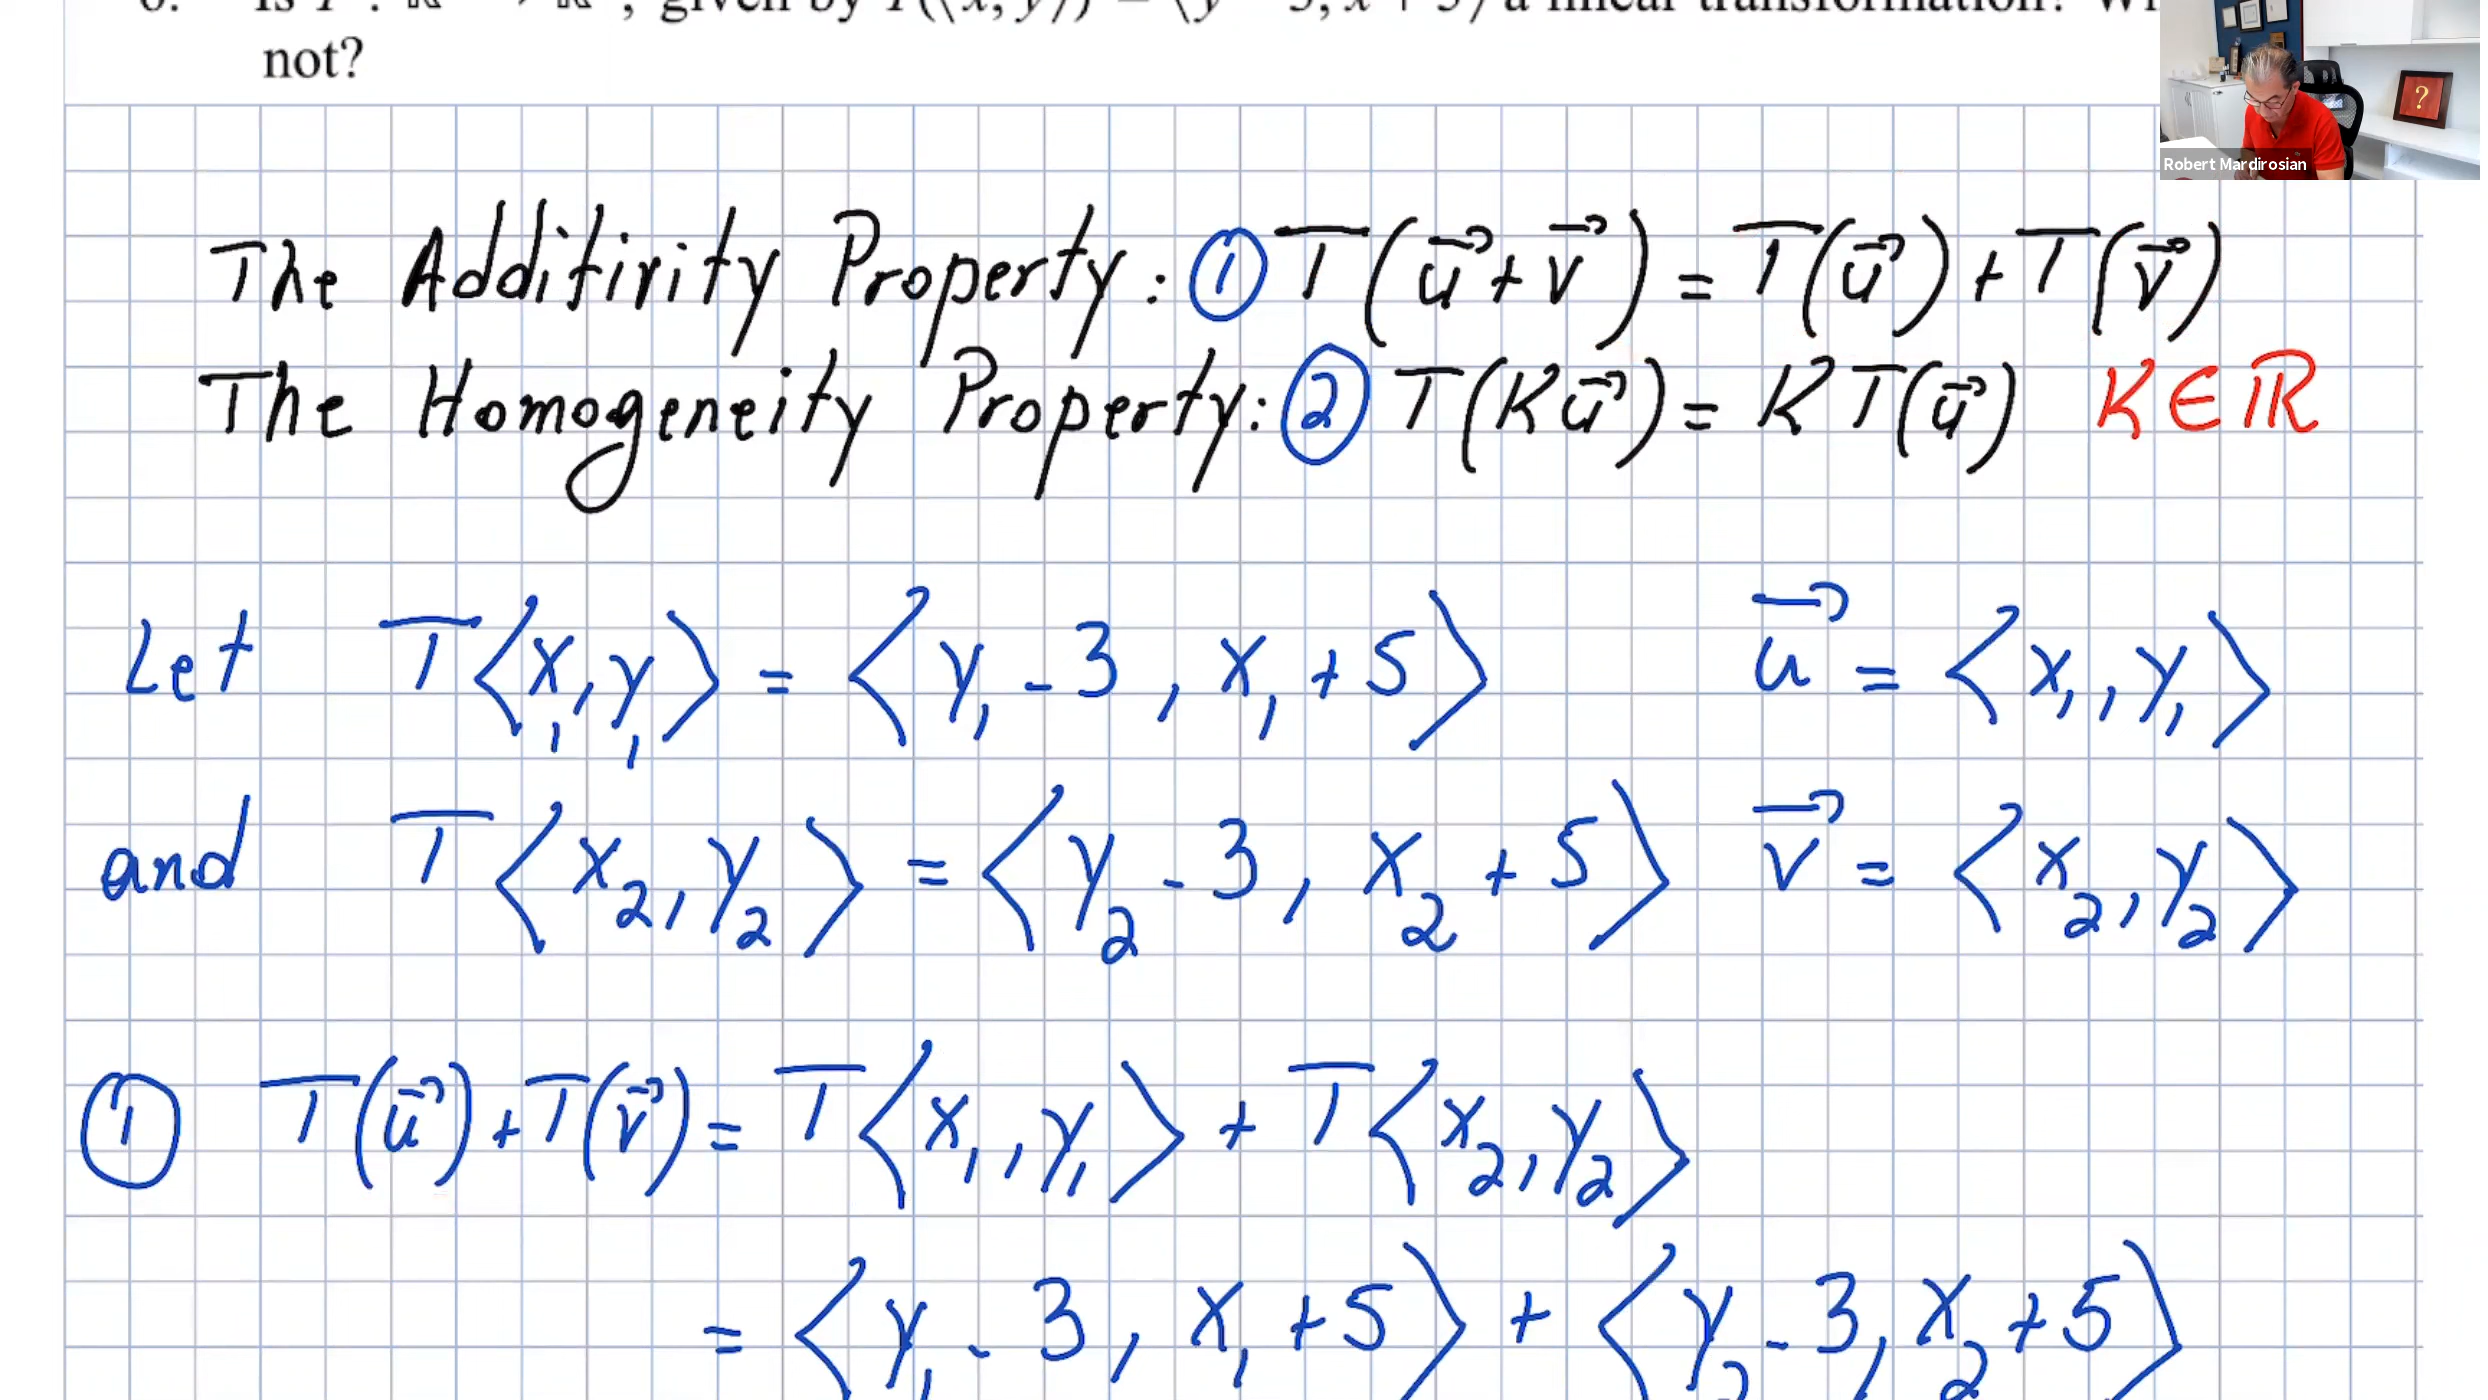 not?
?
Robert Mardirosian
The Additivity Property: ① T(u⃗ + v⃗) = T(u⃗) + T(v⃗)
The Homogeneity Property: ② T(Ku⃗) = KT(u⃗) K ∈ ℝ
Let T⟨x₁, y₁⟩ = ⟨y₁ - 3, x₁ + 5⟩ u⃗ = ⟨x₁, y₁⟩
and T⟨x₂, y₂⟩ = ⟨y₂ - 3, x₂ + 5⟩ v⃗ = ⟨x₂, y₂⟩
① T(u⃗) + T(v⃗) = T⟨x₁, y₁⟩ + T⟨x₂, y₂⟩
= ⟨y₁ - 3, x₁ + 5⟩ + ⟨y₂ - 3, x₂ + 5⟩